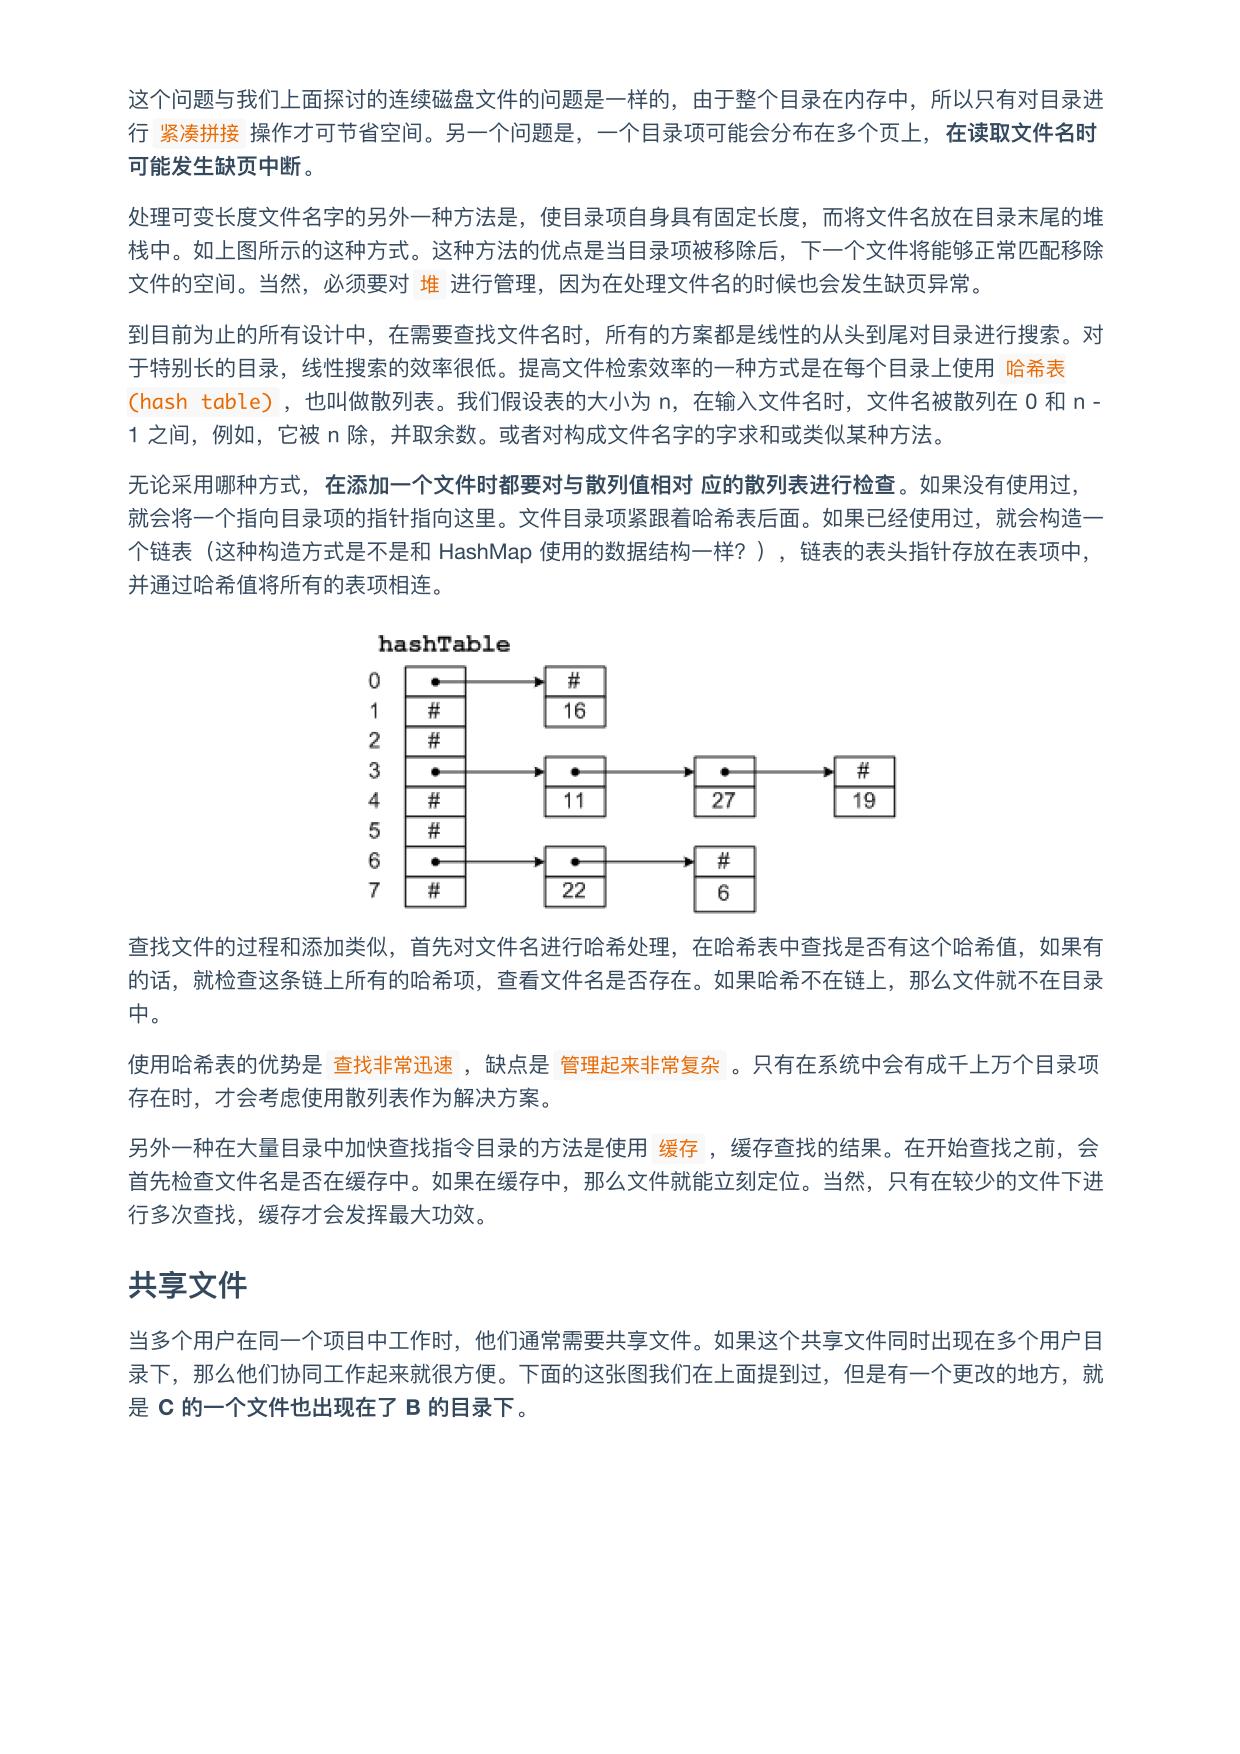 这个问题与我们上面探讨的连续磁盘文件的问题是一样的，由于整个目录在内存中，所以只有对目录进
行 紧凑拼接 操作才可节省空间。另一个问题是，一个目录项可能会分布在多个页上，在读取文件名时
可能发生缺页中断。
处理可变长度文件名字的另外一种方法是，使目录项自身具有固定长度，而将文件名放在目录末尾的堆
栈中。如上图所示的这种方式。这种方法的优点是当目录项被移除后，下一个文件将能够正常匹配移除
文件的空间。当然，必须要对 堆 进行管理，因为在处理文件名的时候也会发生缺页异常。
到目前为止的所有设计中，在需要查找文件名时，所有的方案都是线性的从头到尾对目录进行搜索。对
于特别长的目录，线性搜索的效率很低。提高文件检索效率的一种方式是在每个目录上使用 哈希表
(hash table) ，也叫做散列表。我们假设表的大小为 n，在输入文件名时，文件名被散列在 0 和 n -
1 之间，例如，它被 n 除，并取余数。或者对构成文件名字的字求和或类似某种方法。
无论采用哪种方式，在添加一个文件时都要对与散列值相对 应的散列表进行检查。如果没有使用过，
就会将一个指向目录项的指针指向这里。文件目录项紧跟着哈希表后面。如果已经使用过，就会构造一
个链表（这种构造方式是不是和 HashMap 使用的数据结构一样？），链表的表头指针存放在表项中，
并通过哈希值将所有的表项相连。
hashTable
0 #
1 # 16
2 #
3 #
4 # 11 27 19
5 #
6 #
7 # 22 6
查找文件的过程和添加类似，首先对文件名进行哈希处理，在哈希表中查找是否有这个哈希值，如果有
的话，就检查这条链上所有的哈希项，查看文件名是否存在。如果哈希不在链上，那么文件就不在目录
中。
使用哈希表的优势是 查找非常迅速 ，缺点是 管理起来非常复杂 。只有在系统中会有成千上万个目录项
存在时，才会考虑使用散列表作为解决方案。
另外一种在大量目录中加快查找指令目录的方法是使用 缓存 ，缓存查找的结果。在开始查找之前，会
首先检查文件名是否在缓存中。如果在缓存中，那么文件就能立刻定位。当然，只有在较少的文件下进
行多次查找，缓存才会发挥最大功效。
共享文件
当多个用户在同一个项目中工作时，他们通常需要共享文件。如果这个共享文件同时出现在多个用户目
录下，那么他们协同工作起来就很方便。下面的这张图我们在上面提到过，但是有一个更改的地方，就
是 C 的一个文件也出现在了 B 的目录下。